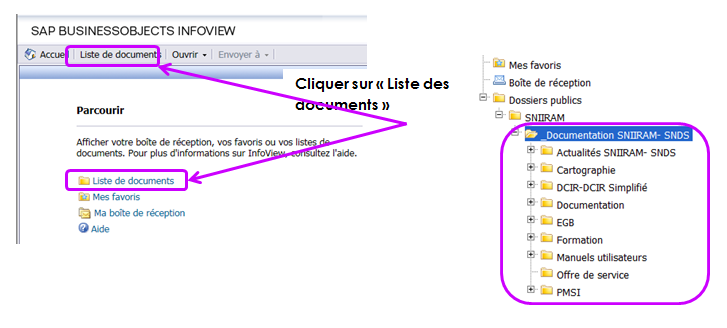 SAP BUSINESSOBJECTS INFOVIEW
Accueil Liste de documents Ouvrir Envoyer à
Cliquer sur « Liste des
documents »
Parcourir
Afficher votre boîte de réception, vos favoris ou vos listes de
documents. Pour plus d'informations sur InfoView, consultez l'aide.
Liste de documents
Mes favoris
Ma boîte de réception
Aide
Mes favoris
Boîte de réception
Dossiers publics
SNIIRAM
_Documentation SNIIRAM- SNDS
Actualités SNIIRAM- SNDS
Cartographie
DCIR-DCIR Simplifié
Documentation
EGB
Formation
Manuels utilisateurs
Offre de service
PMSI